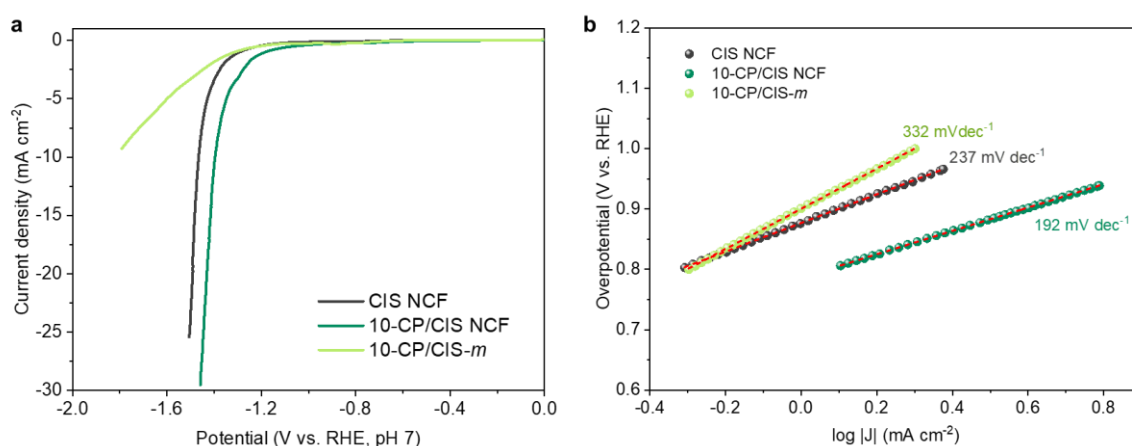 a
Current density (mA cm⁻²)
0
-5
-10
-15
-20
-25
-30
-2.0
-1.6
-1.2
-0.8
-0.4
0.0
Potential (V vs. RHE, pH 7)
CIS NCF
10-CP/CIS NCF
10-CP/CIS-m
b
Overpotential (V vs. RHE)
1.2
1.1
1.0
0.9
0.8
0.7
0.6
-0.4
-0.2
0.0
0.2
0.4
0.6
0.8
log |J| (mA cm⁻²)
CIS NCF
10-CP/CIS NCF
10-CP/CIS-m
332 mVdec⁻¹
237 mV dec⁻¹
192 mV dec⁻¹